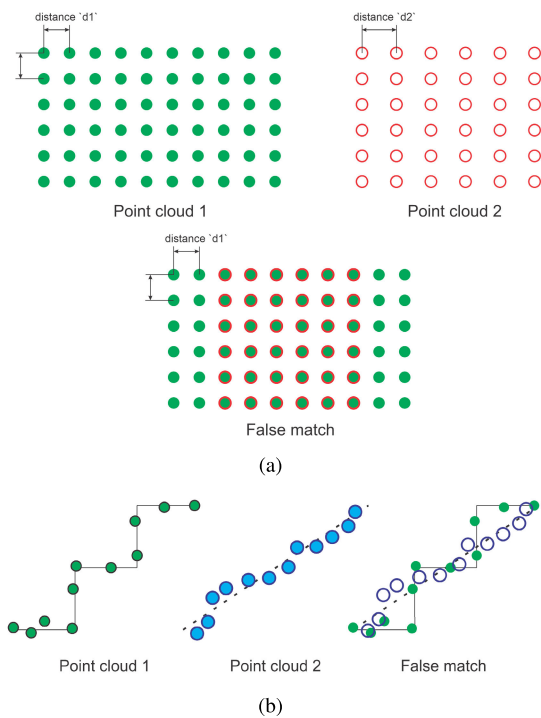 distance `d1`
distance `d2`
Point cloud 1
Point cloud 2
distance `d1`
False match
(a)
Point cloud 1
Point cloud 2
False match
(b)